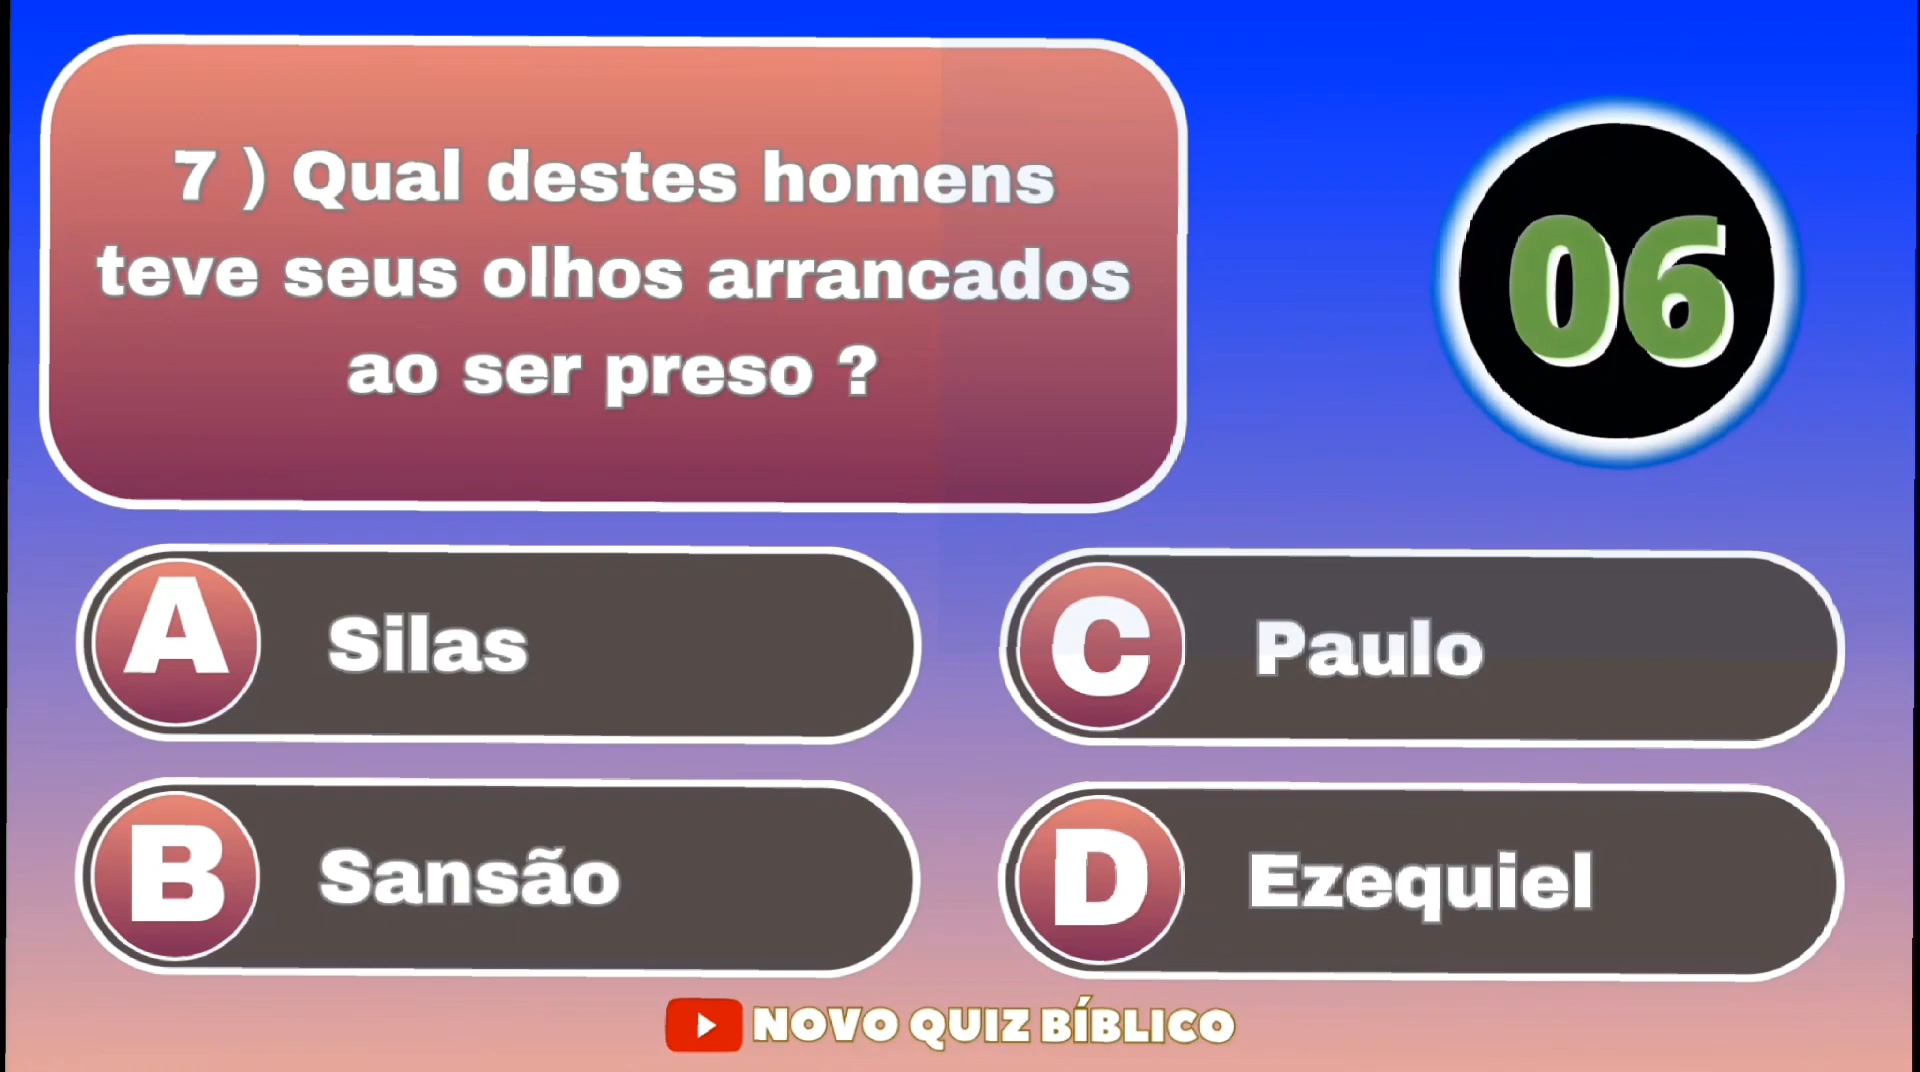 7 ) Qual destes homens
teve seus olhos arrancados
ao ser preso ?
06
A Silas
C Paulo
B Sansão
D Ezequiel
NOVO QUIZ BÍBLICO